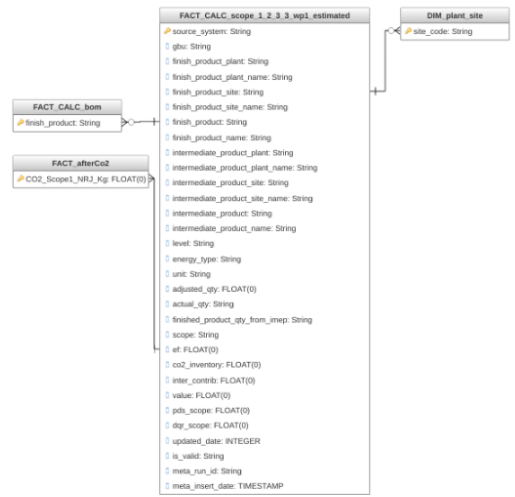 FACT_CALC_scope_1_2_3_3_wp1_estimated
source_system: String
gbu: String
finish_product_plant: String
finish_product_plant_name: String
finish_product_site: String
finish_product_site_name: String
finish_product: String
finish_product_name: String
intermediate_product_plant: String
intermediate_product_plant_name: String
intermediate_product_site: String
intermediate_product_site_name: String
intermediate_product: String
intermediate_product_name: String
level: String
energy_type: String
unit: String
adjusted_qty: FLOAT(0)
actual_qty: String
finished_product_qty_from_imep: String
scope: String
ef: FLOAT(0)
co2_inventory: FLOAT(0)
inter_contrib: FLOAT(0)
value: FLOAT(0)
pds_scope: FLOAT(0)
dqr_scope: FLOAT(0)
updated_date: INTEGER
is_valid: String
meta_run_id: String
meta_insert_date: TIMESTAMP
DIM_plant_site
site_code: String
FACT_CALC_bom
finish_product: String
FACT_afterCo2
CO2_Scope1_NRJ_Kg: FLOAT(0)